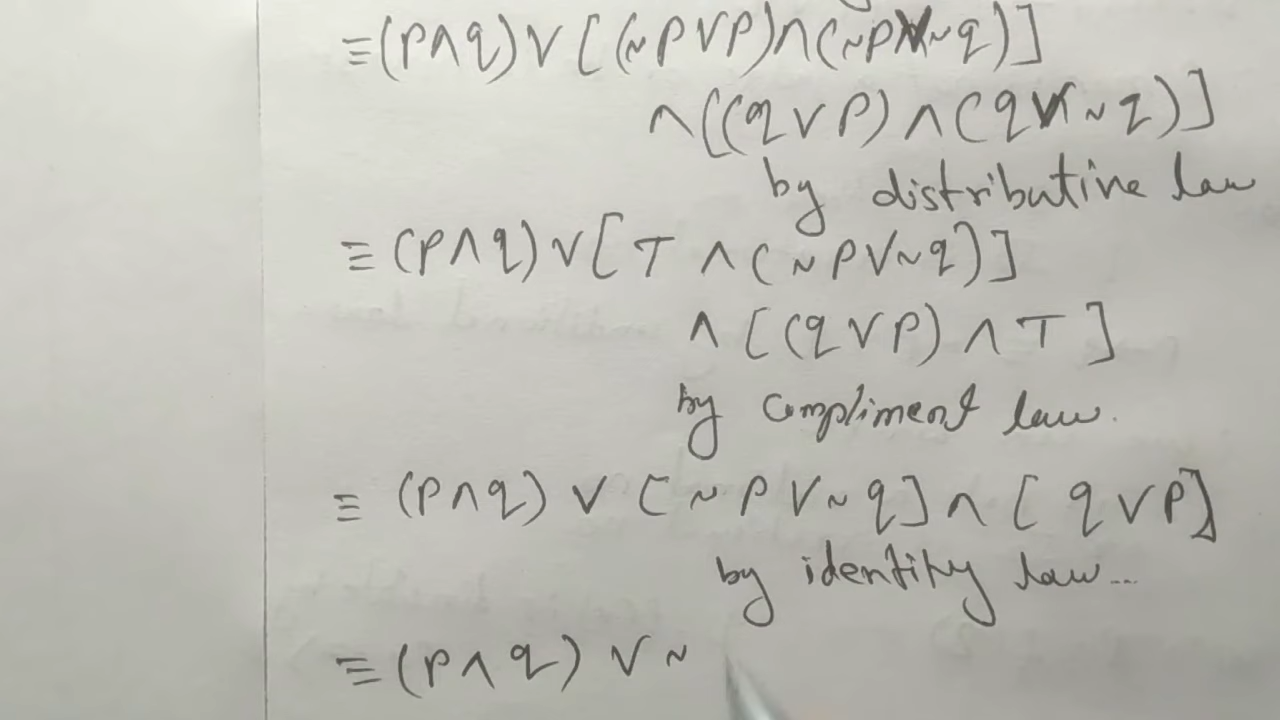 ≡(P∧q)∨[(~P∨P)∧(~P∨~q)]
∧[(q∨P)∧(q∨~q)]
by distributive law
≡(P∧q)∨[T∧(~P∨~q)]
∧[(q∨P)∧T]
by compliment law.
≡(P∧q)∨[~P∨~q]∧[q∨P]
by identity law...
≡(P∧q)∨~